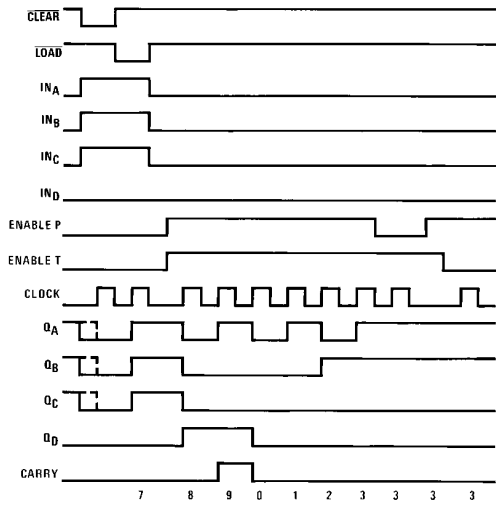 CLEAR
LOAD
INA
INB
INC
IND
ENABLE P
ENABLE T
CLOCK
QA
QB
QC
QD
CARRY
7 8 9 0 1 2 3 3 3 3